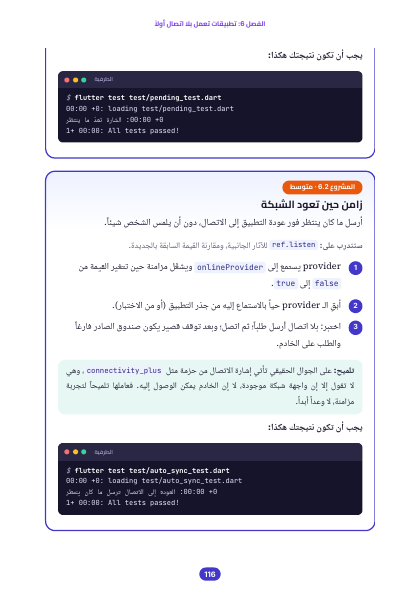 الفصل 6: تطبيقات تعمل بلا اتصال أولاً
يجب أن تكون نتيجتك هكذا:
الطرفية
$ flutter test test/pending_test.dart
00:00 +0: loading test/pending_test.dart
00:00 +0: الشارة تعدّ ما ينتظر
00:00 +1: All tests passed!
المشروع 6.2 · متوسط
زامن حين تعود الشبكة
أرسل ما كان ينتظر فور عودة التطبيق إلى الاتصال، دون أن يلمس الشخص شيئاً.
ستتدرب على: ref.listen للآثار الجانبية، ومقارنة القيمة السابقة بالجديدة.
1 provider يستمع إلى onlineProvider ويشغّل مزامنة حين تتغير القيمة من
false إلى true.
2 أبقِ الـ provider حياً بالاستماع إليه من جذر التطبيق (أو من الاختبار).
3 اختبر: بلا اتصال أرسل طلباً؛ ثم اتصل؛ وبعد توقف قصير يكون صندوق الصادر فارغاً
والطلب على الخادم.
تلميح: على الجوال الحقيقي تأتي إشارة الاتصال من حزمة مثل connectivity_plus، وهي
لا تقول إلا إن واجهة شبكة موجودة، لا إن الخادم يمكن الوصول إليه. فعاملها تلميحاً لتجربة
مزامنة، لا وعداً أبداً.
يجب أن تكون نتيجتك هكذا:
الطرفية
$ flutter test test/auto_sync_test.dart
00:00 +0: loading test/auto_sync_test.dart
00:00 +0: العودة إلى الاتصال ترسل ما كان ينتظر
00:00 +1: All tests passed!
116